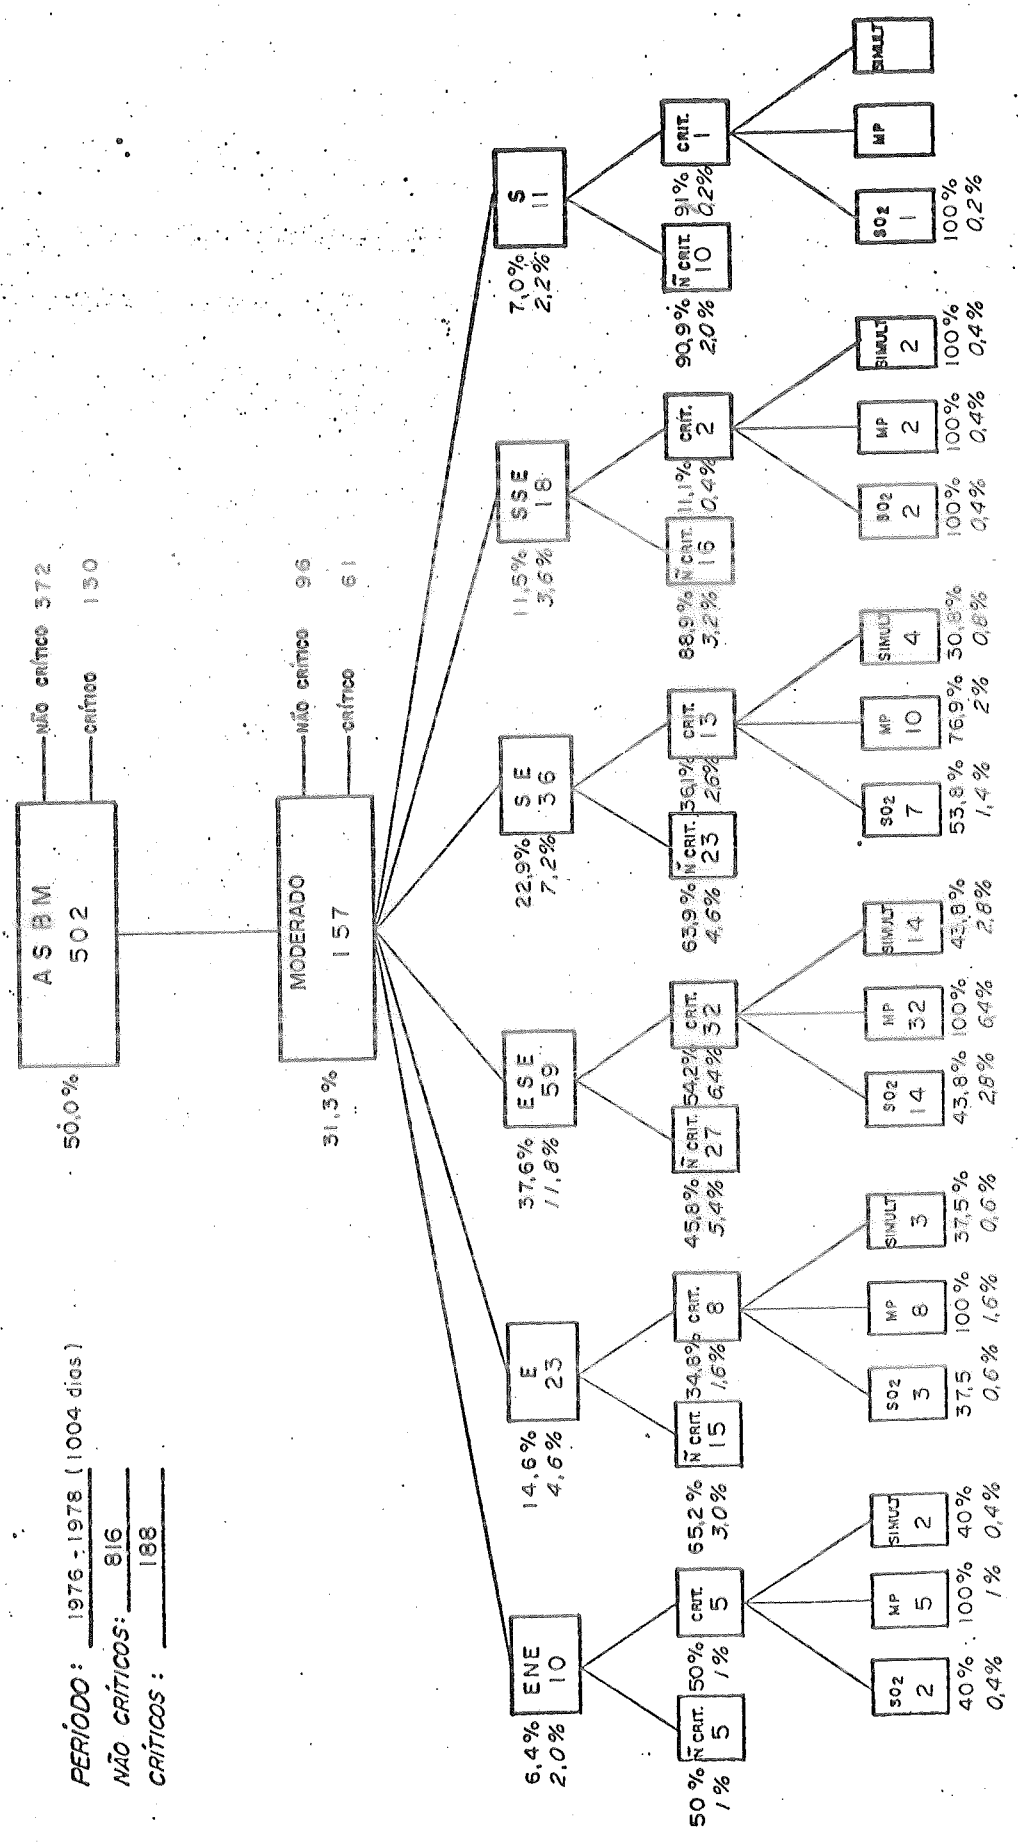 PERÍODO: 1976-1978 (1004 dias)
NÃO CRÍTICOS: 816
CRÍTICOS: 188
ASBM
502
50,0%
NÃO CRÍTICO 372
CRÍTICO 130
MODERADO
157
31,3%
NÃO CRÍTICO 96
CRÍTICO 61
ENE
10
6,4%
2,0%
E
23
14,6%
4,6%
ESE
59
37,6%
11,8%
SE
36
22,9%
7,2%
SSE
18
11,5%
3,6%
S
11
7,0%
2,2%
Ñ CRIT.
5
50%
1%
CRIT.
5
50%
1%
Ñ CRIT.
15
65,2%
3,0%
CRIT.
8
34,8%
1,6%
Ñ CRIT.
27
45,8%
5,4%
CRIT.
32
54,2%
6,4%
Ñ CRIT.
23
63,9%
4,6%
CRIT.
13
36,1%
2,6%
Ñ CRIT.
16
88,9%
3,2%
CRIT.
2
11,1%
0,4%
Ñ CRIT.
10
90,9%
2,0%
CRIT.
1
91%
0,2%
SO2
2
40%
0,4%
MP
5
100%
1%
SIMULT
2
40%
0,4%
SO2
3
37,5
0,6%
MP
8
100%
1,6%
SIMULT
3
37,5%
0,6%
SO2
14
43,8%
2,8%
MP
32
100%
6,4%
SIMULT
14
43,8%
2,8%
SO2
7
53,8%
1,4%
MP
10
76,9%
2%
SIMULT
4
30,8%
0,8%
SO2
2
100%
0,4%
MP
2
100%
0,4%
SIMULT
2
100%
0,4%
SO2
1
100%
0,2%
MP
SIMULT